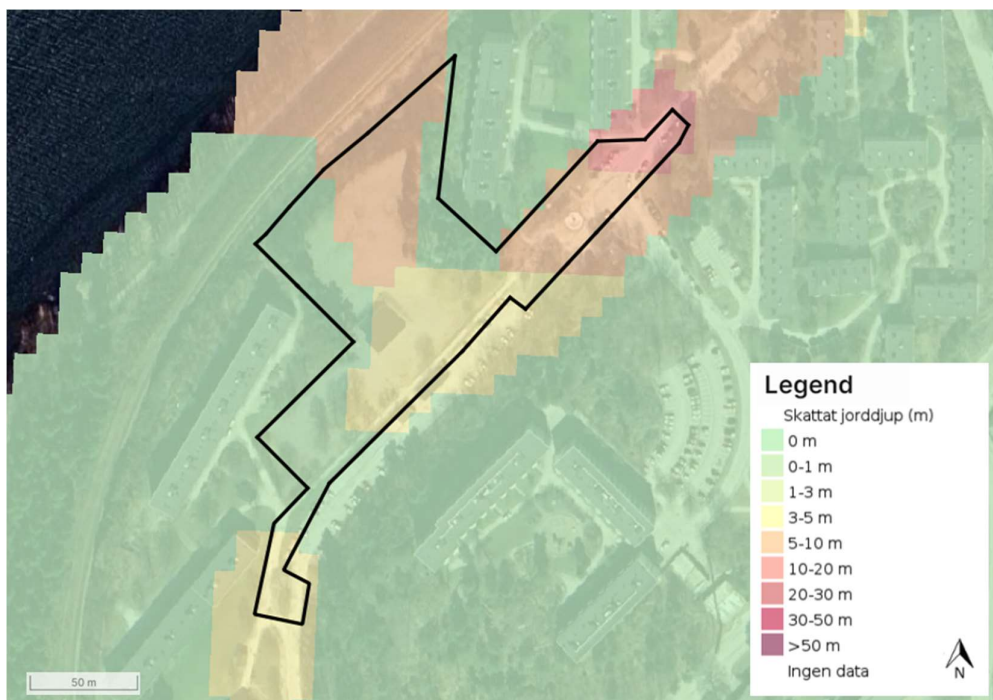 Legend
Skattat jorddjup (m)
0 m
0-1 m
1-3 m
3-5 m
5-10 m
10-20 m
20-30 m
30-50 m
>50 m
Ingen data
N
50 m